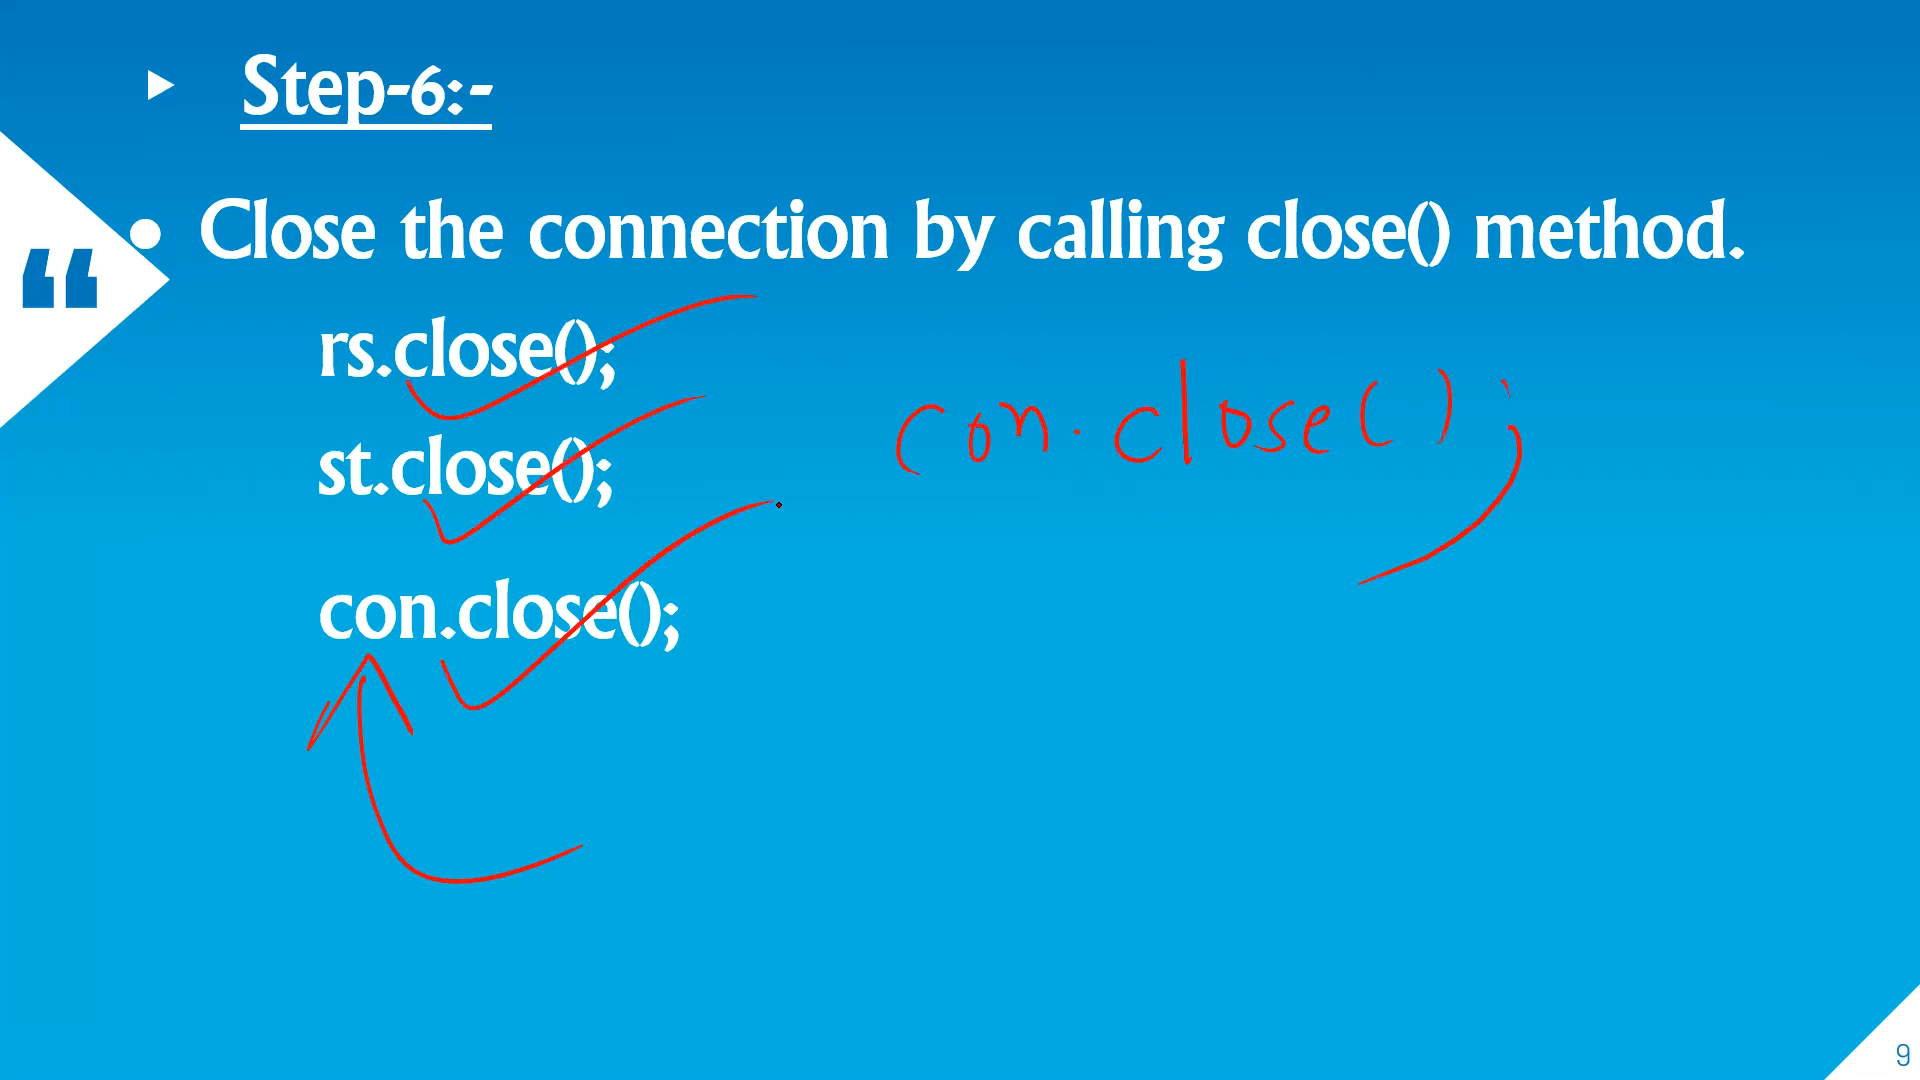 ▶ Step-6:-
“
• Close the connection by calling close() method.
rs.close();
st.close();
con.close();
con.close();
9